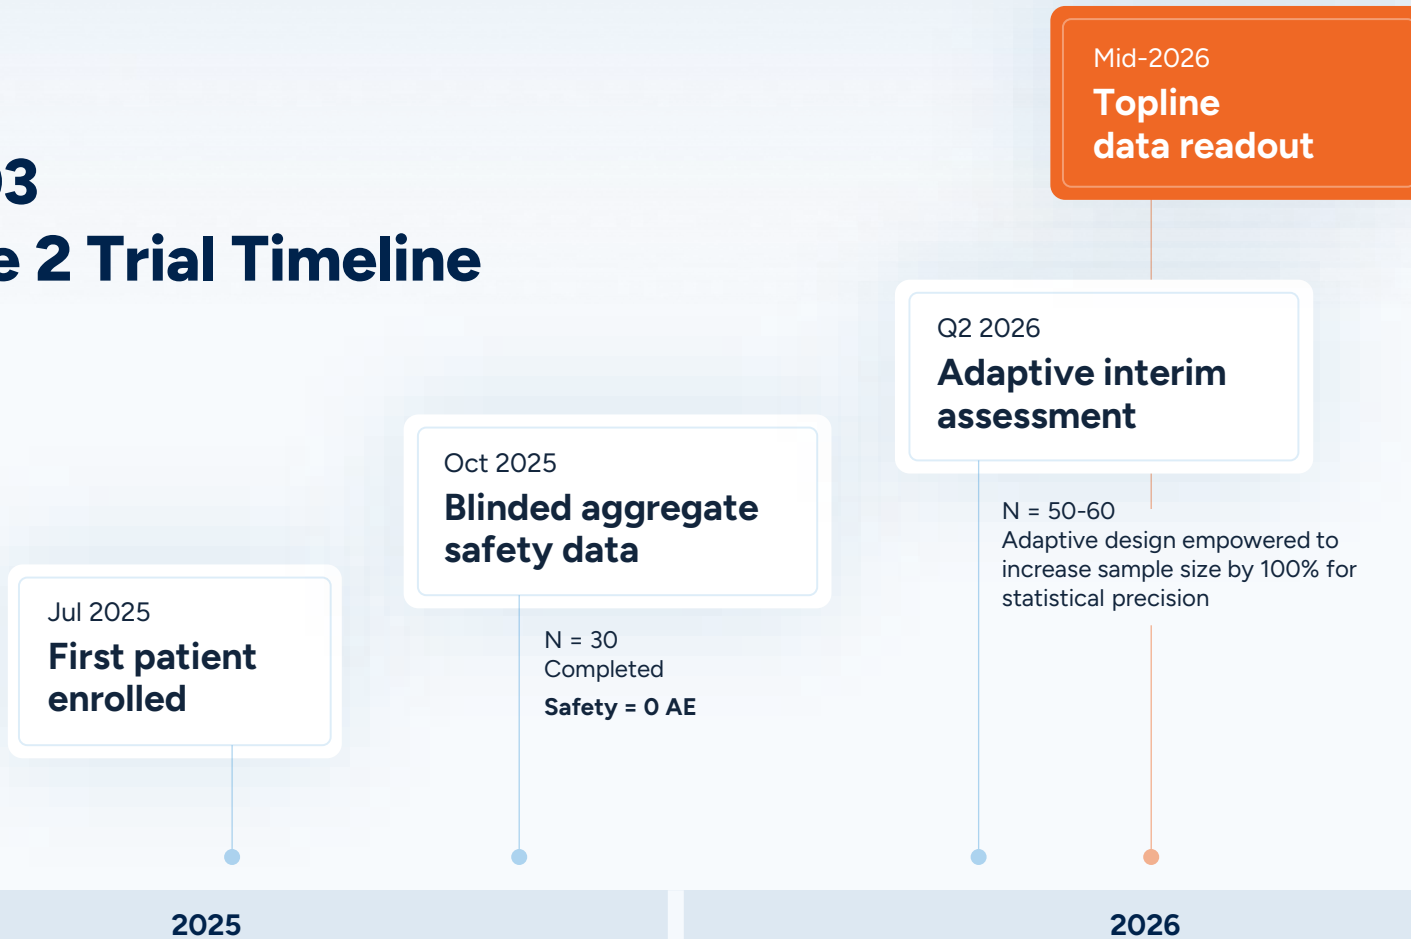 Mid-2026
Topline
data readout
03
e 2 Trial Timeline
Q2 2026
Adaptive interim
assessment
N = 50-60
Adaptive design empowered to
increase sample size by 100% for
statistical precision
Oct 2025
Blinded aggregate
safety data
N = 30
Completed
Safety = 0 AE
Jul 2025
First patient
enrolled
2025
2026